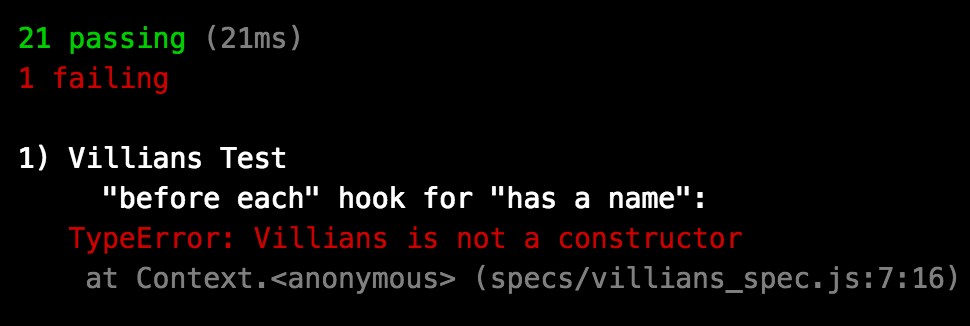 21 passing (21ms)
1 failing
1) Villians Test
"before each" hook for "has a name":
TypeError: Villians is not a constructor
at Context.<anonymous> (specs/villians_spec.js:7:16)